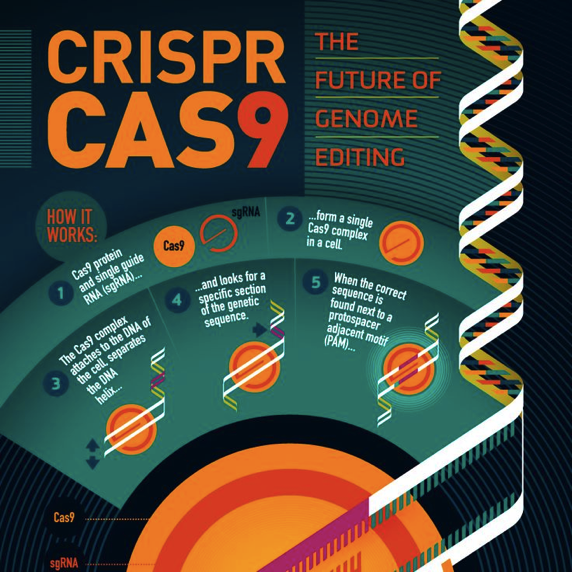 CRISPR
CAS9
THE
FUTURE OF
GENOME
EDITING
HOW IT
WORKS:
1
Cas9 protein
and single guide
RNA (sgRNA)...
Cas9
sgRNA
2
...form a single
Cas9 complex
in a cell.
3
The Cas9 complex
attaches to the DNA of
the cell, separates
the DNA
helix...
4
...and looks for a
specific section
of the genetic
sequence.
5
When the correct
sequence is
found next to a
protospacer
adjacent motif
(PAM)...
Cas9
sgRNA